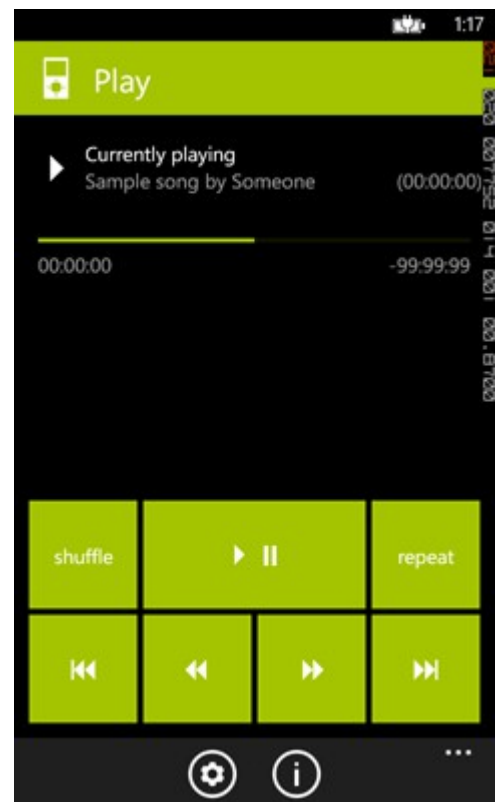 1:17
Play
Currently playing
Sample song by Someone (00:00:00)
00:00:00 -99:99:99
shuffle
repeat